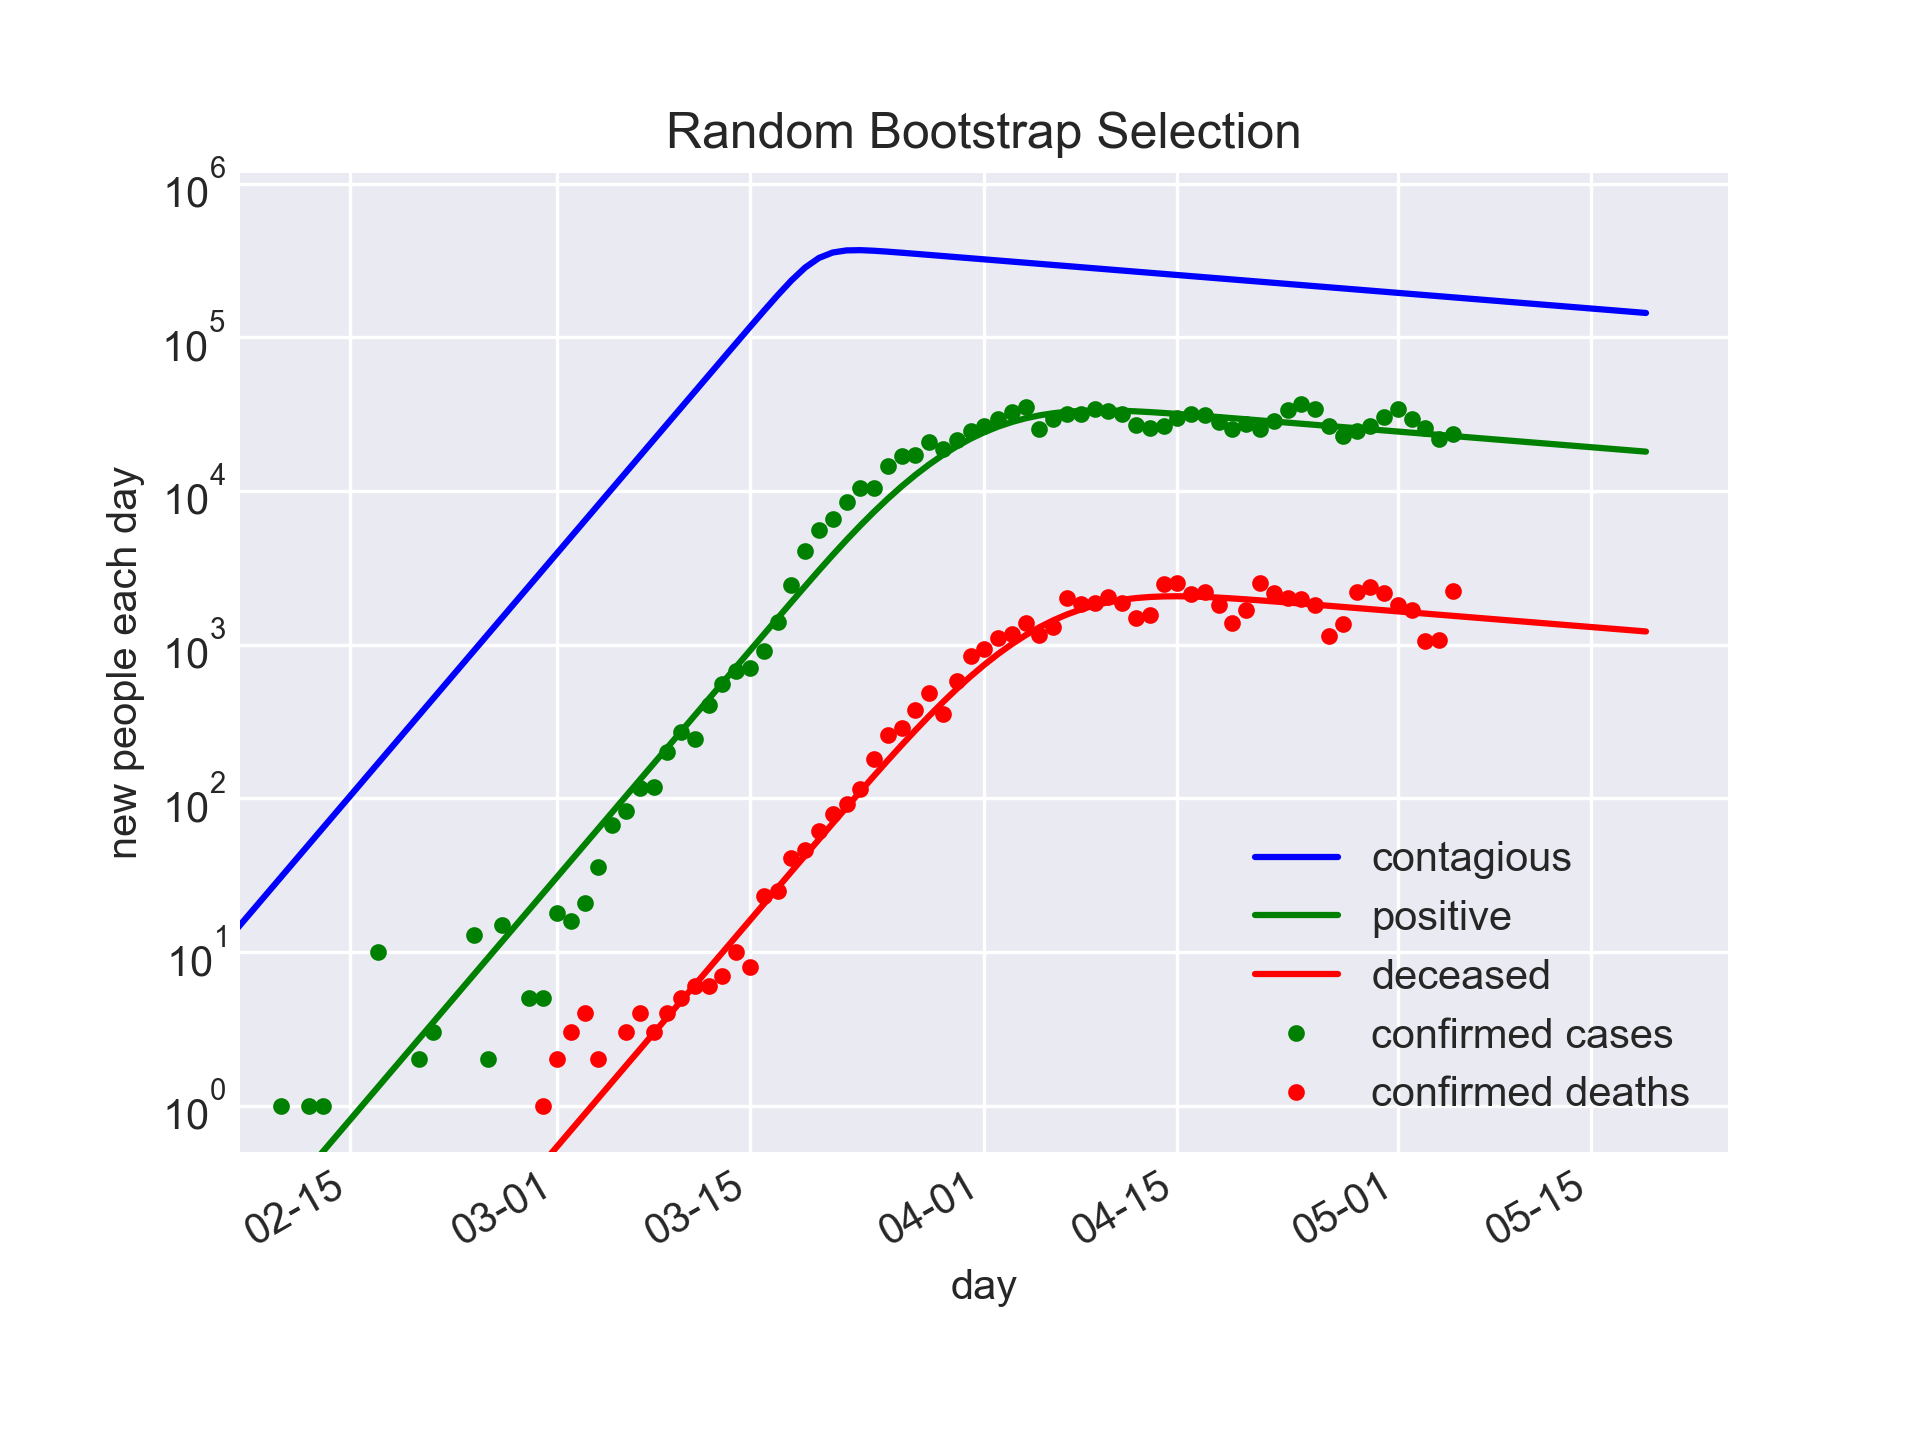 Random Bootstrap Selection
10^6
10^5
10^4
10^3
10^2
10^1
10^0
new people each day
contagious
positive
deceased
confirmed cases
confirmed deaths
02-15 03-01 03-15 04-01 04-15 05-01 05-15
day